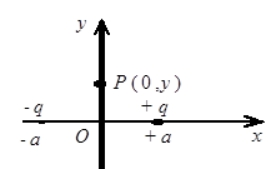 y
P(0,y)
-q +q
-a O +a x